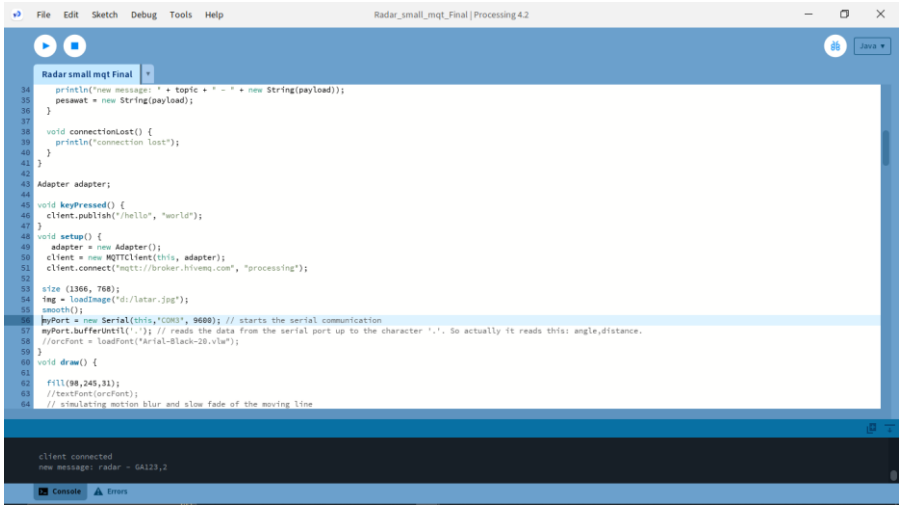 File Edit Sketch Debug Tools Help Radar_small_mqt_Final | Processing 4.2
Java
Radar small mqt Final
34 println("new message: " + topic + " - " + new String(payload));
35 pesawat = new String(payload);
36 }
37
38 void connectionLost() {
39 println("connection lost");
40 }
41 }
42
43 Adapter adapter;
44
45 void keyPressed() {
46 client.publish("/hello", "world");
47 }
48 void setup() {
49 adapter = new Adapter();
50 client = new MQTTClient(this, adapter);
51 client.connect("mqtt://broker.hivemq.com", "processing");
52
53 size (1366, 768);
54 img = loadImage("d:/latar.jpg");
55 smooth();
56 myPort = new Serial(this,"COM3", 9600); // starts the serial communication
57 myPort.bufferUntil('.'); // reads the data from the serial port up to the character '.'. So actually it reads this: angle,distance.
58 //orcFont = loadFont("Arial-Black-20.vlw");
59 }
60 void draw() {
61
62 fill(98,245,31);
63 //textFont(orcFont);
64 // simulating motion blur and slow fade of the moving line
client connected
new message: radar - GA123,2
Console Errors